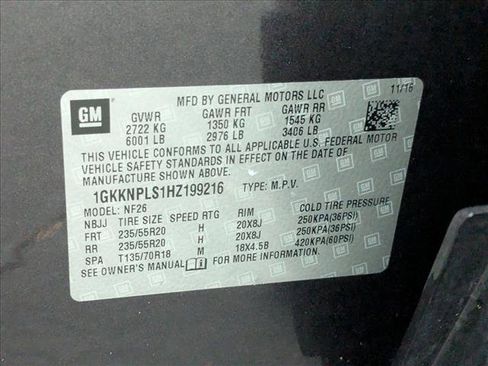 GM
MFD BY GENERAL MOTORS LLC 11/16
GVWR GAWR FRT GAWR RR
2722 KG 1350 KG 1545 KG
6001 LB 2976 LB 3406 LB
THIS VEHICLE CONFORMS TO ALL APPLICABLE U.S. FEDERAL MOTOR
VEHICLE SAFETY STANDARDS IN EFFECT ON THE DATE OF
MANUFACTURE SHOWN ABOVE.
1GKKNPLS1HZ199216 TYPE: M.P.V.
MODEL: NF26
NBJJ TIRE SIZE SPEED RTG RIM COLD TIRE PRESSURE
FRT 235/55R20 H 20X8J 250KPA(36PSI)
RR 235/55R20 H 20X8J 250KPA(36PSI)
SPA T135/70R18 M 18X4.5B 420KPA(60PSI)
SEE OWNER'S MANUAL FOR MORE INFORMATION.